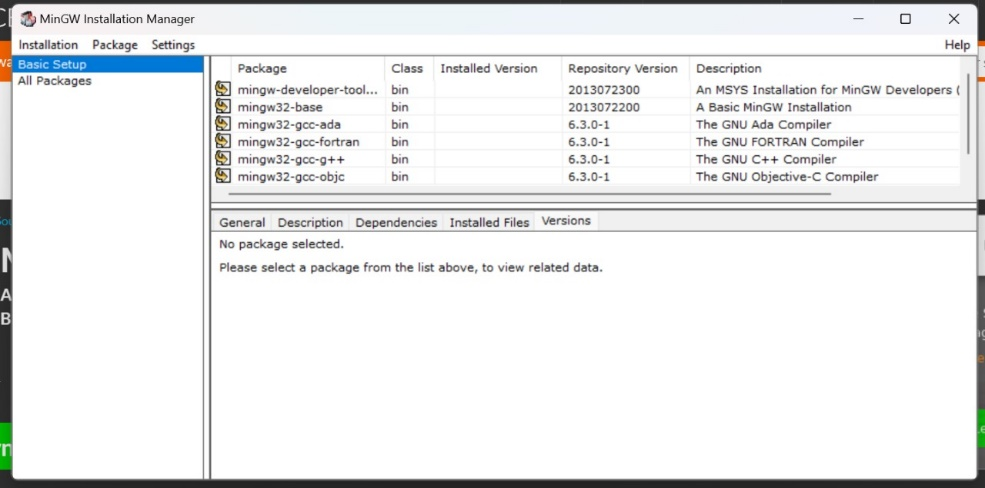 MinGW Installation Manager
Installation Package Settings Help
Basic Setup
All Packages
Package Class Installed Version Repository Version Description
mingw-developer-tool... bin 2013072300 An MSYS Installation for MinGW Developers (
mingw32-base bin 2013072200 A Basic MinGW Installation
mingw32-gcc-ada bin 6.3.0-1 The GNU Ada Compiler
mingw32-gcc-fortran bin 6.3.0-1 The GNU FORTRAN Compiler
mingw32-gcc-g++ bin 6.3.0-1 The GNU C++ Compiler
mingw32-gcc-objc bin 6.3.0-1 The GNU Objective-C Compiler
General Description Dependencies Installed Files Versions
No package selected.
Please select a package from the list above, to view related data.